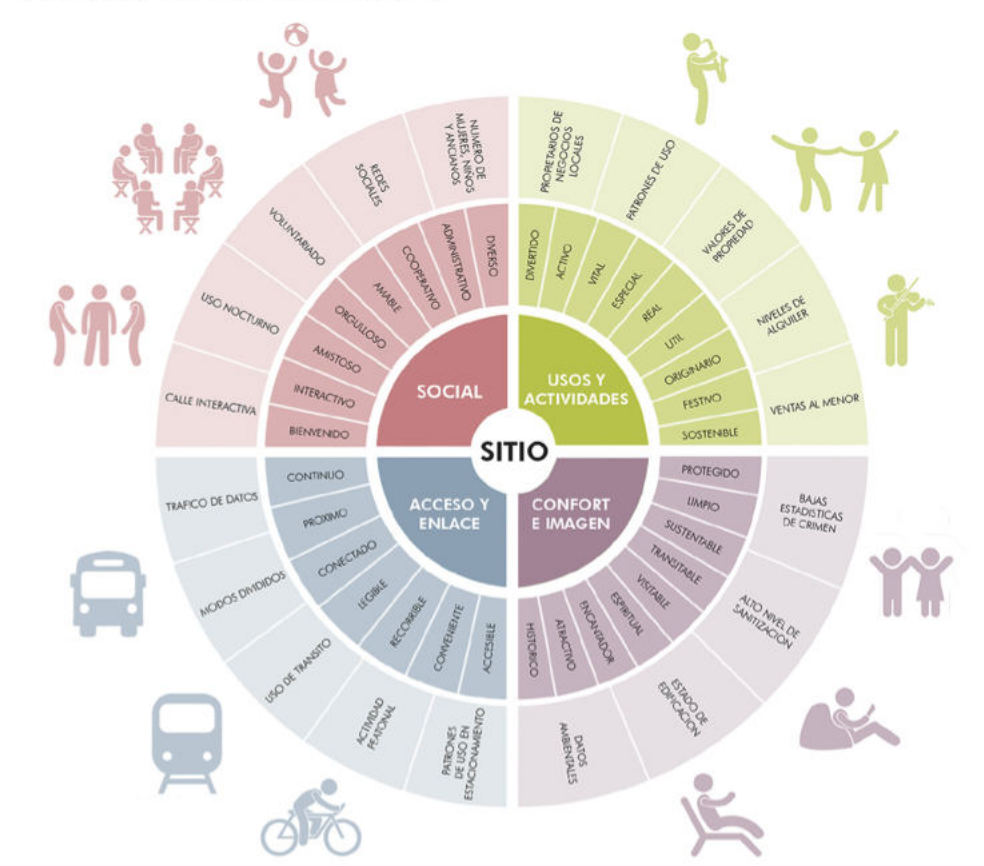 NUMERO DE
MUJERES, NIÑOS
Y ANCIANOS
REDES
SOCIALES
VOLUNTARIADO
USO NOCTURNO
CALLE INTERACTIVA
DIVERSO
ADMINISTRATIVO
COOPERATIVO
AMABLE
ORGULLOSO
AMISTOSO
INTERACTIVO
BIENVENIDO
SOCIAL
PROPIETARIOS DE
NEGOCIOS
LOCALES
PATRONES DE USO
VALORES DE
PROPIEDAD
NIVELES DE
ALQUILER
VENTAS AL MENOR
DIVERTIDO
ACTIVO
VITAL
ESPECIAL
REAL
UTIL
ORIGINARIO
FESTIVO
SOSTENIBLE
USOS Y
ACTIVIDADES
SITIO
ACCESO Y
ENLACE
CONTINUO
PROXIMO
CONECTADO
LEGIBLE
RECORRIBLE
CONVENIENTE
ACCESIBLE
TRAFICO DE DATOS
MODOS DIVIDIDOS
USO DE TRANSITO
ACTIVIDAD
PEATONAL
PATRONES
DE USO EN
ESTACIONAMIENTO
CONFORT
E IMAGEN
PROTEGIDO
LIMPIO
SUSTENTABLE
TRANSITABLE
VISITABLE
ESPIRITUAL
ENCANTADOR
ATRACTIVO
HISTORICO
BAJAS
ESTADISTICAS
DE CRIMEN
ALTO NIVEL DE
SANITIZACION
ESTADO DE
EDIFICACION
DATOS
AMBIENTALES